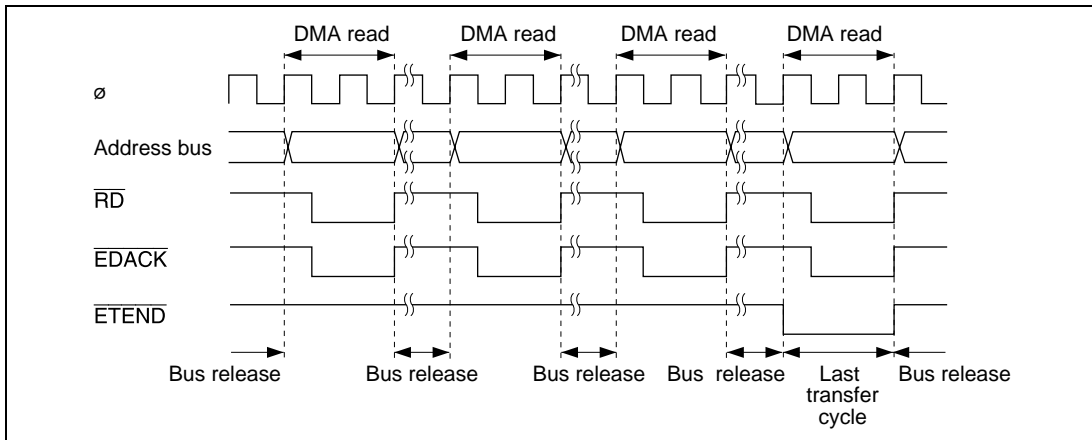 DMA read DMA read DMA read DMA read
ø
Address bus
RD
EDACK
ETEND
Bus release Bus release Bus release Bus release Last transfer cycle Bus release